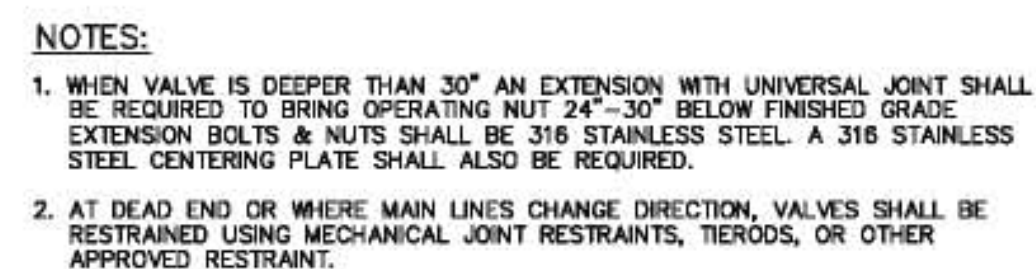 NOTES:
1. WHEN VALVE IS DEEPER THAN 30" AN EXTENSION WITH UNIVERSAL JOINT SHALL
BE REQUIRED TO BRING OPERATING NUT 24"-30" BELOW FINISHED GRADE
EXTENSION BOLTS & NUTS SHALL BE 316 STAINLESS STEEL. A 316 STAINLESS
STEEL CENTERING PLATE SHALL ALSO BE REQUIRED.
2. AT DEAD END OR WHERE MAIN LINES CHANGE DIRECTION, VALVES SHALL BE
RESTRAINED USING MECHANICAL JOINT RESTRAINTS, TIERODS, OR OTHER
APPROVED RESTRAINT.